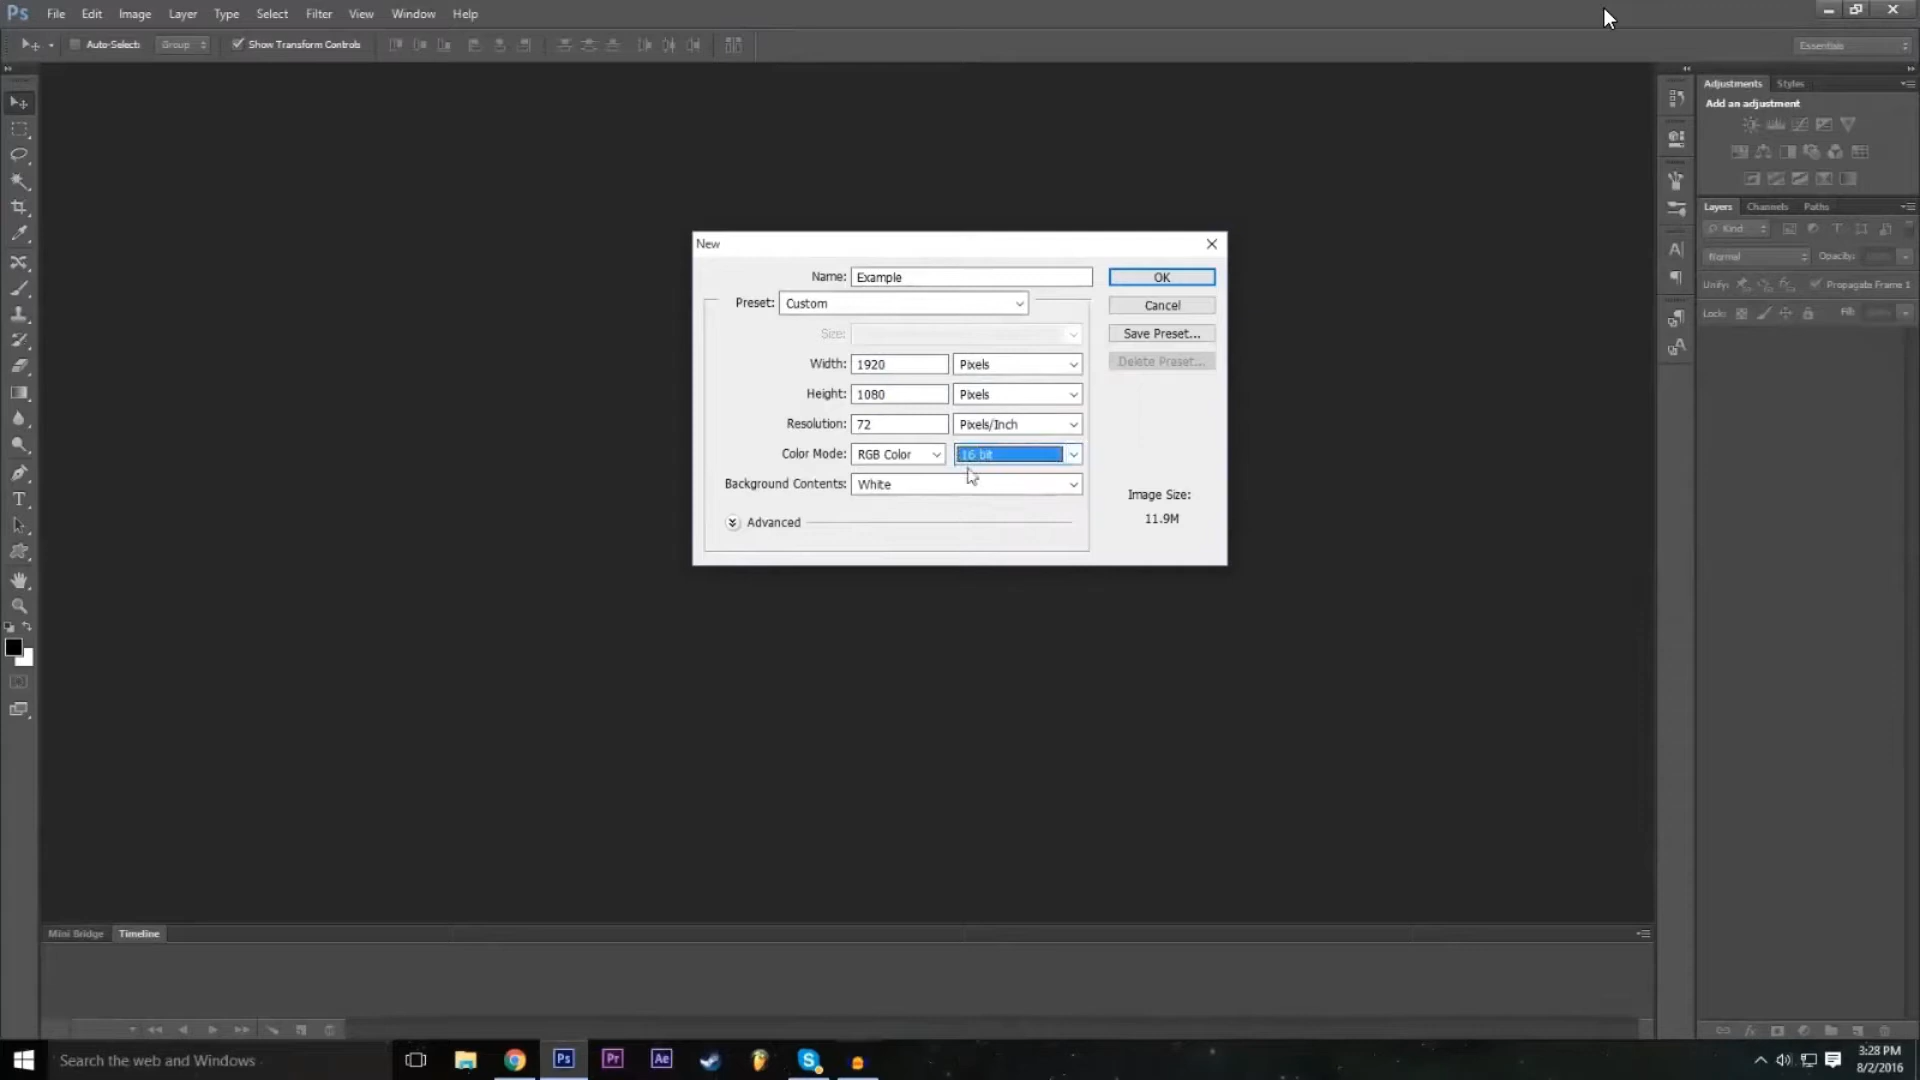 Ps File Edit Image Layer Type Select Filter View Window Help
Auto-Select: Group Show Transform Controls Essentials
Adjustments Styles
Add an adjustment
Layers Channels Paths
Kind
Normal Opacity:
Unify: Propagate Frame 1
Lock: Fill:
New
Name: Example OK
Preset: Custom Cancel
Size: Save Preset...
Width: 1920 Pixels Delete Preset...
Height: 1080 Pixels
Resolution: 72 Pixels/Inch
Color Mode: RGB Color 16 bit
Background Contents: White
Image Size:
11.9M
Advanced
Mini Bridge Timeline
Search the web and Windows
Ps Pr Ae
3:28 PM
8/2/2016